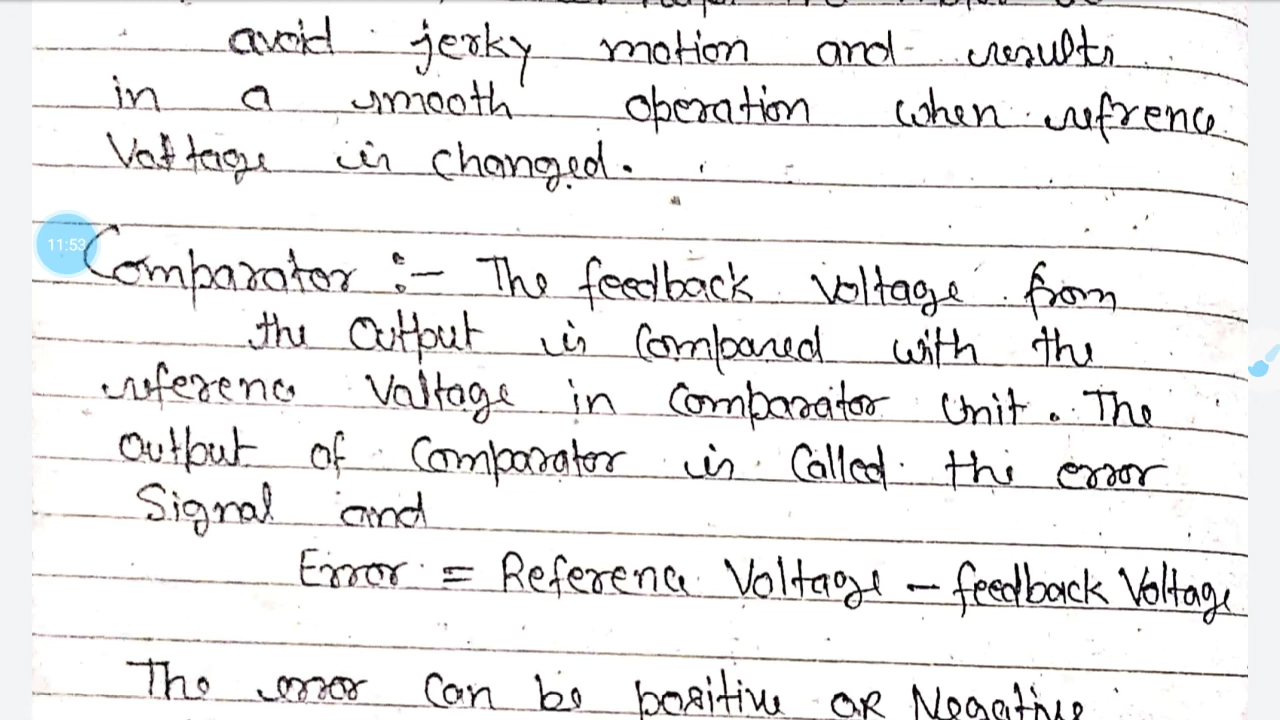 avoid jerky motion and results
in a smooth operation when refrence
Voltage is changed.
11:53
Comparator :- The feedback Voltage from
the Output is Compared with the
reference Voltage in Comparator Unit. The
Output of Comparator is Called the error
Signal and
Error = Reference Voltage - feedback Voltage
The error can be positive OR Negative